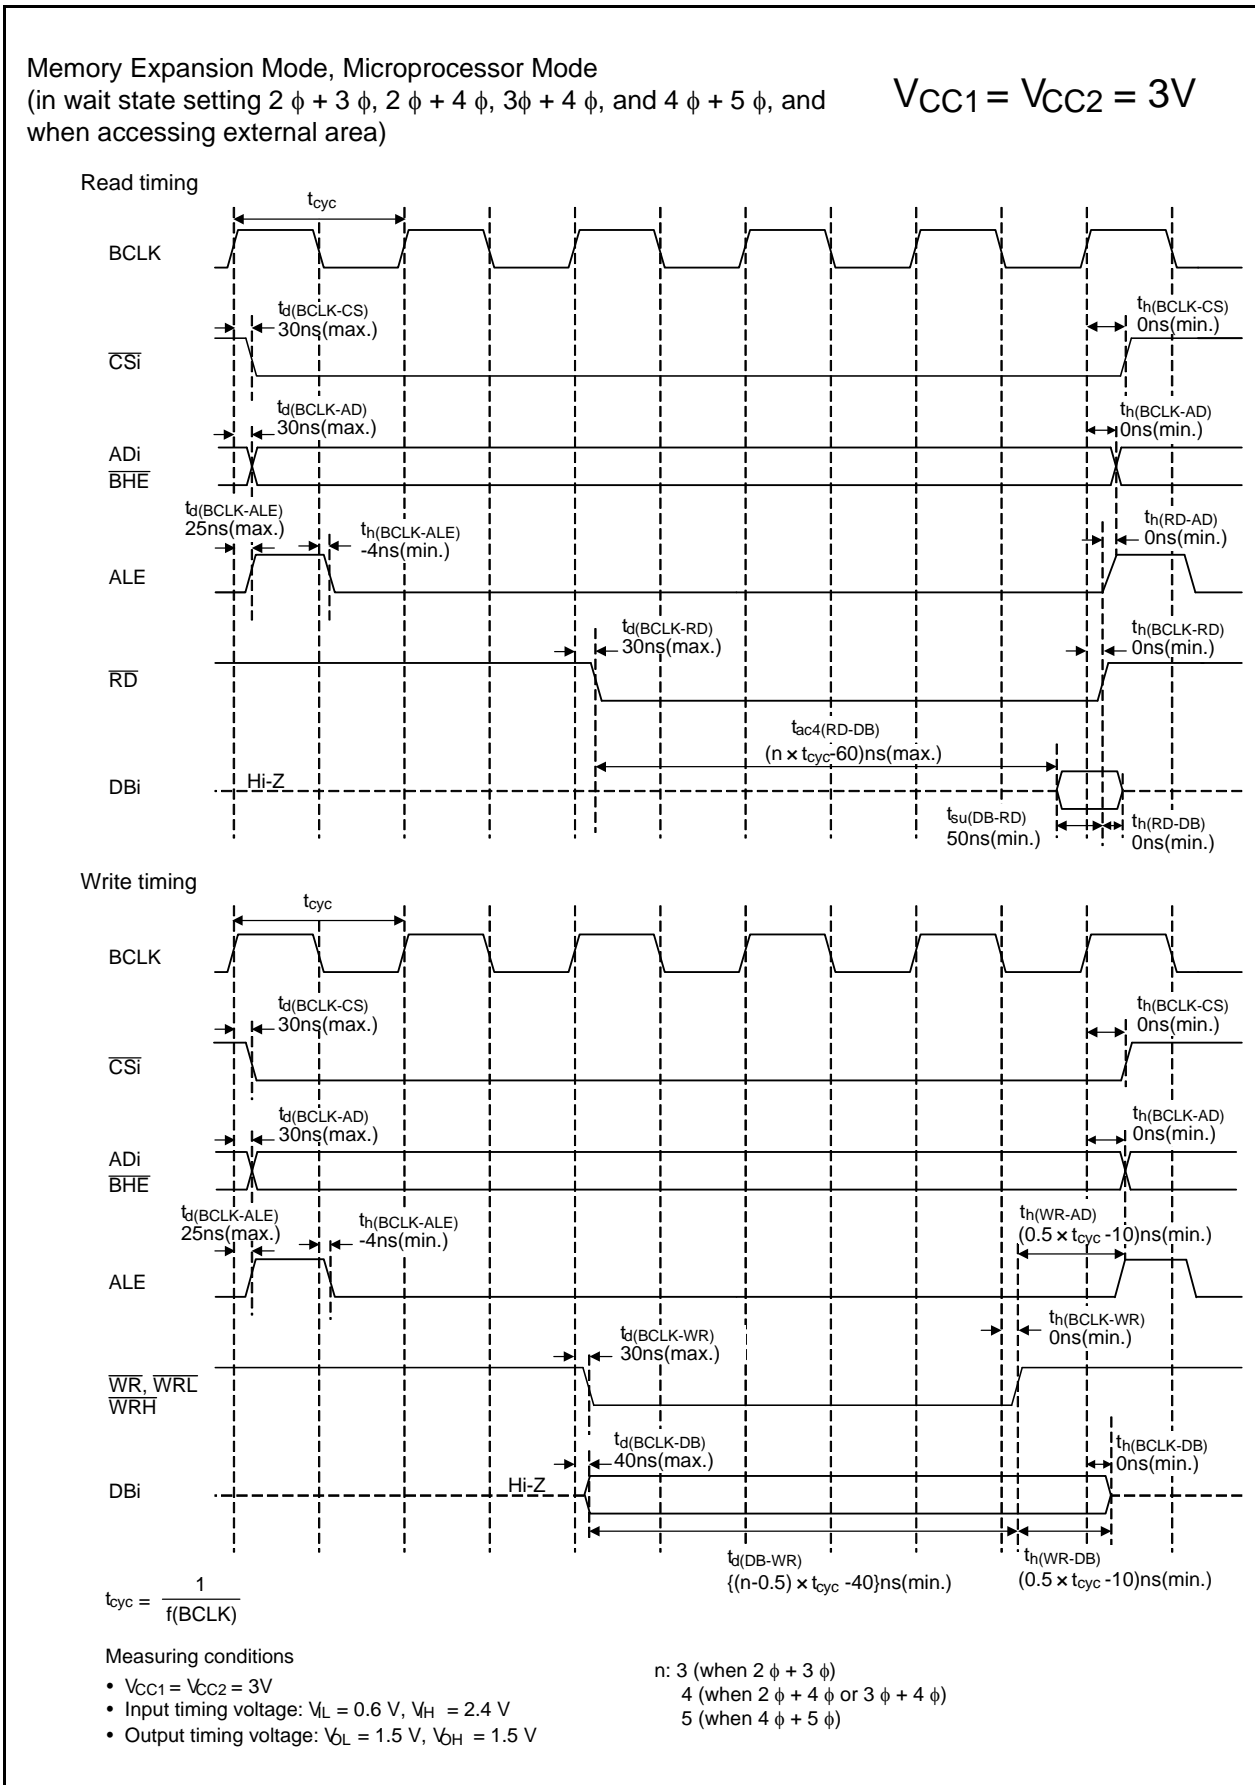 Memory Expansion Mode, Microprocessor Mode
(in wait state setting 2 ϕ + 3 ϕ, 2 ϕ + 4 ϕ, 3ϕ + 4 ϕ, and 4 ϕ + 5 ϕ, and
when accessing external area)
VCC1 = VCC2 = 3V
Read timing
tcyc
BCLK
td(BCLK-CS)
30ns(max.)
th(BCLK-CS)
0ns(min.)
CSi
td(BCLK-AD)
30ns(max.)
th(BCLK-AD)
0ns(min.)
ADi
BHE
td(BCLK-ALE)
25ns(max.)
th(BCLK-ALE)
-4ns(min.)
th(RD-AD)
0ns(min.)
ALE
td(BCLK-RD)
30ns(max.)
th(BCLK-RD)
0ns(min.)
RD
tac4(RD-DB)
(n × tcyc-60)ns(max.)
DBi
Hi-Z
tsu(DB-RD)
50ns(min.)
th(RD-DB)
0ns(min.)
Write timing
tcyc
BCLK
td(BCLK-CS)
30ns(max.)
th(BCLK-CS)
0ns(min.)
CSi
td(BCLK-AD)
30ns(max.)
th(BCLK-AD)
0ns(min.)
ADi
BHE
td(BCLK-ALE)
25ns(max.)
th(BCLK-ALE)
-4ns(min.)
th(WR-AD)
(0.5 × tcyc -10)ns(min.)
ALE
td(BCLK-WR)
30ns(max.)
th(BCLK-WR)
0ns(min.)
WR, WRL
WRH
td(BCLK-DB)
40ns(max.)
th(BCLK-DB)
0ns(min.)
DBi
Hi-Z
td(DB-WR)
{(n-0.5) × tcyc -40}ns(min.)
th(WR-DB)
(0.5 × tcyc -10)ns(min.)
tcyc = 1
f(BCLK)
Measuring conditions
• VCC1 = VCC2 = 3V
• Input timing voltage: VIL = 0.6 V, VIH = 2.4 V
• Output timing voltage: VOL = 1.5 V, VOH = 1.5 V
n: 3 (when 2 ϕ + 3 ϕ)
4 (when 2 ϕ + 4 ϕ or 3 ϕ + 4 ϕ)
5 (when 4 ϕ + 5 ϕ)